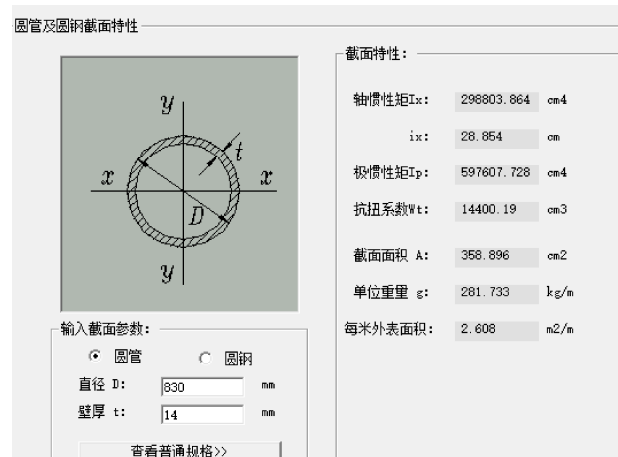 圆管及圆钢截面特性
y
t
x
x
D
y
输入截面参数:
圆管
圆钢
直径 D:
830
mm
壁厚 t:
14
mm
查看普通规格>>
截面特性:
轴惯性矩Ix: 298803.864 cm4
ix: 28.854 cm
极惯性矩Ip: 597607.728 cm4
抗扭系数Wt: 14400.19 cm3
截面面积 A: 358.896 cm2
单位重量 g: 281.733 kg/m
每米外表面积: 2.608 m2/m